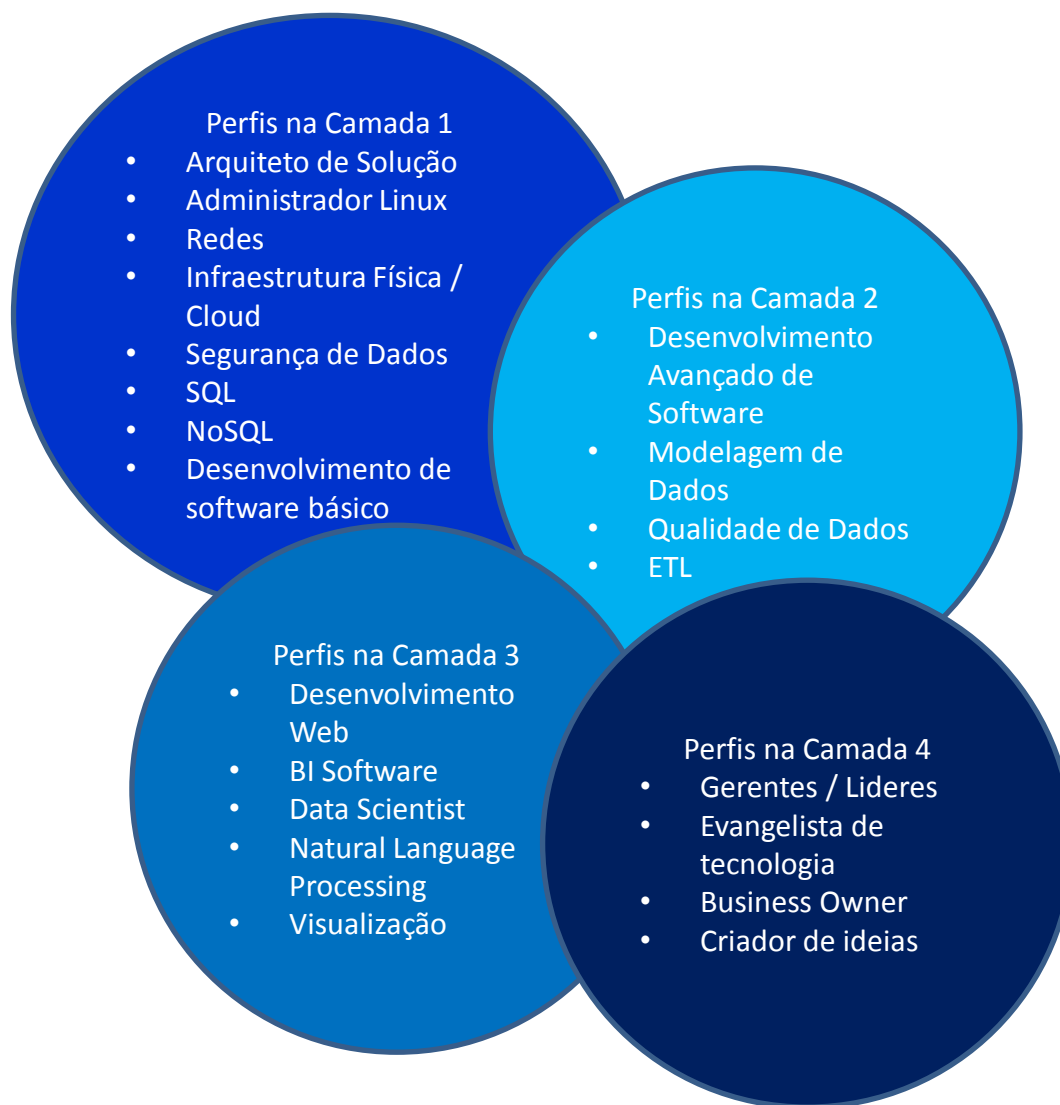 Perfis na Camada 1
• Arquiteto de Solução
• Administrador Linux
• Redes
• Infraestrutura Física /
Cloud
• Segurança de Dados
• SQL
• NoSQL
• Desenvolvimento de
software básico
Perfis na Camada 2
• Desenvolvimento
Avançado de
Software
• Modelagem de
Dados
• Qualidade de Dados
• ETL
Perfis na Camada 3
• Desenvolvimento
Web
• BI Software
• Data Scientist
• Natural Language
Processing
• Visualização
Perfis na Camada 4
• Gerentes / Lideres
• Evangelista de
tecnologia
• Business Owner
• Criador de ideias